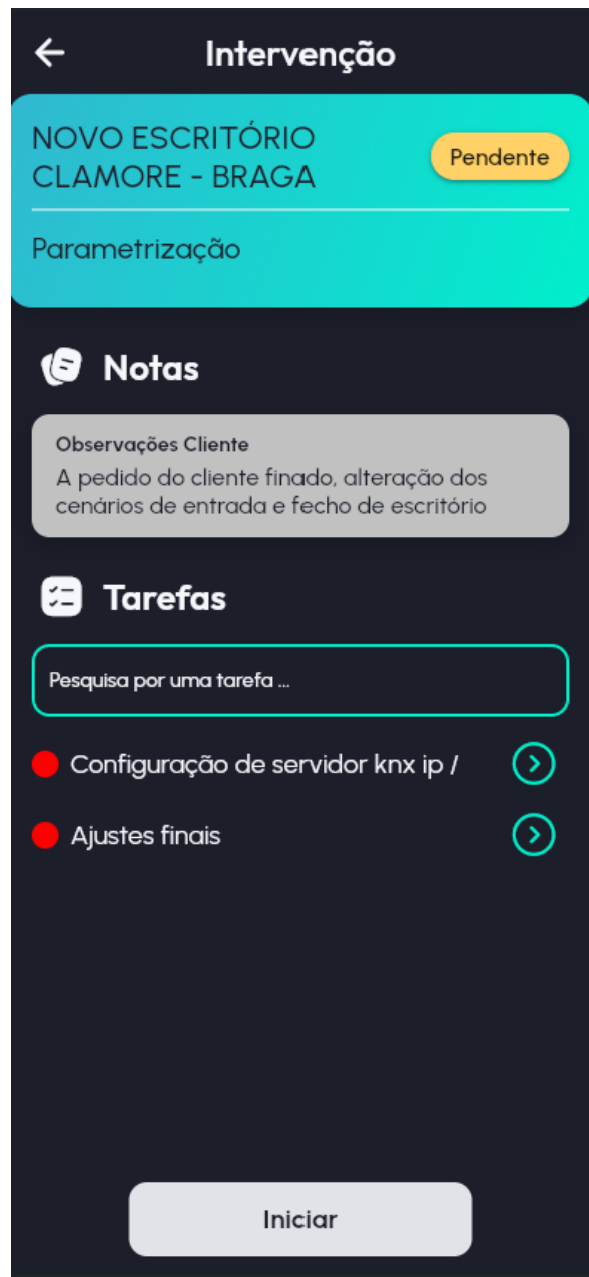 Intervenção
NOVO ESCRITÓRIO
CLAMORE - BRAGA
Pendente
Parametrização
Notas
Observações Cliente
A pedido do cliente finado, alteração dos
cenários de entrada e fecho de escritório
Tarefas
Pesquisa por uma tarefa ...
Configuração de servidor knx ip /
Ajustes finais
Iniciar